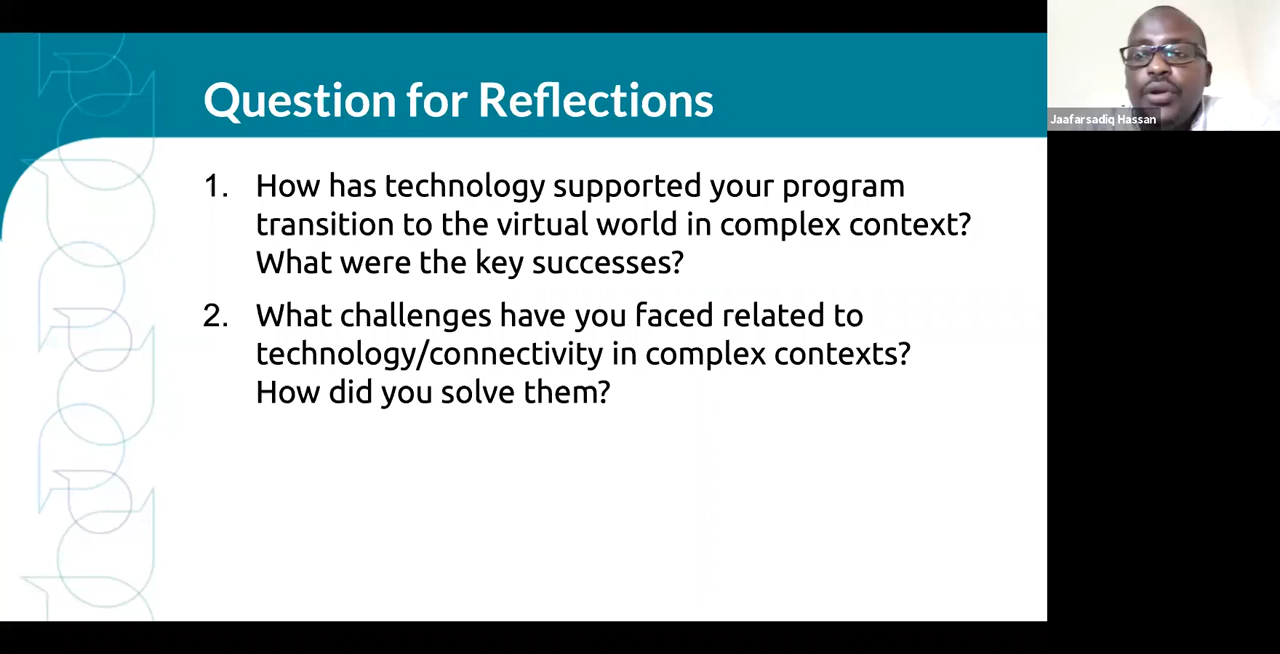 Question for Reflections
1. How has technology supported your program
transition to the virtual world in complex context?
What were the key successes?
2. What challenges have you faced related to
technology/connectivity in complex contexts?
How did you solve them?
Jaafarsadiq Hassan